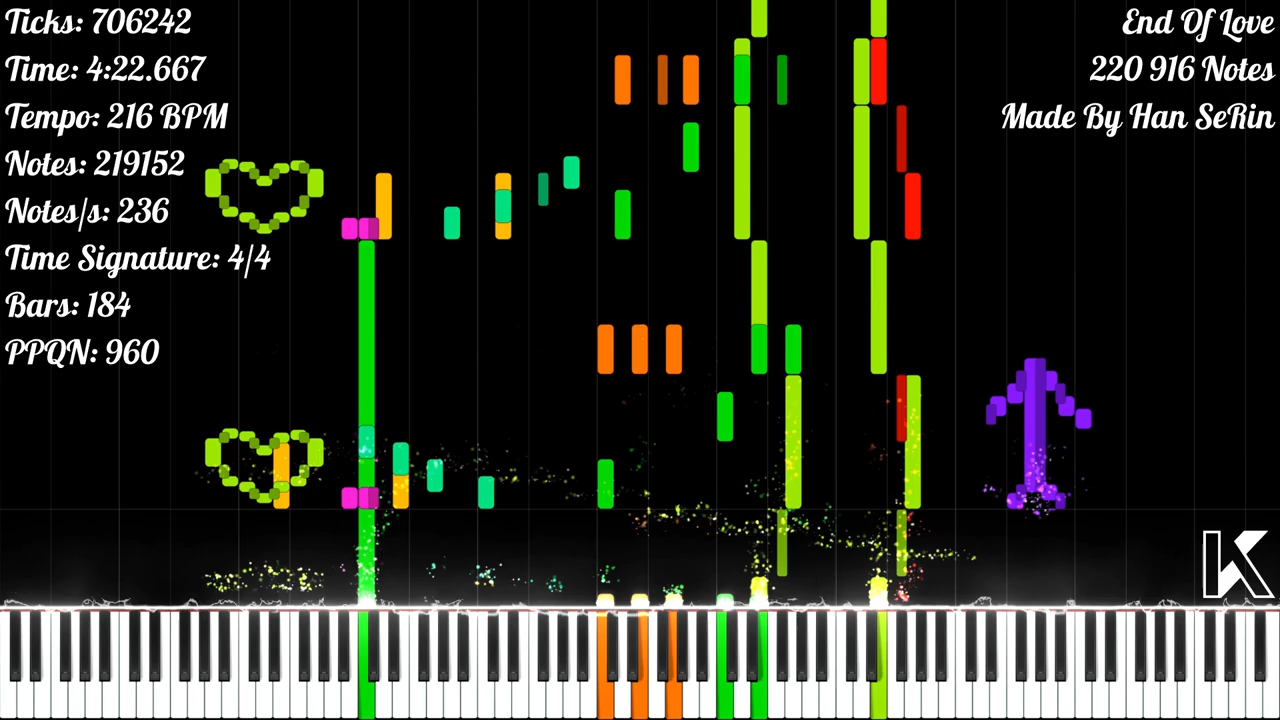 Ticks: 706242
Time: 4:22.667
Tempo: 216 BPM
Notes: 219152
Notes/s: 236
Time Signature: 4/4
Bars: 184
PPQN: 960
End Of Love
220 916 Notes
Made By Han SeRin
K